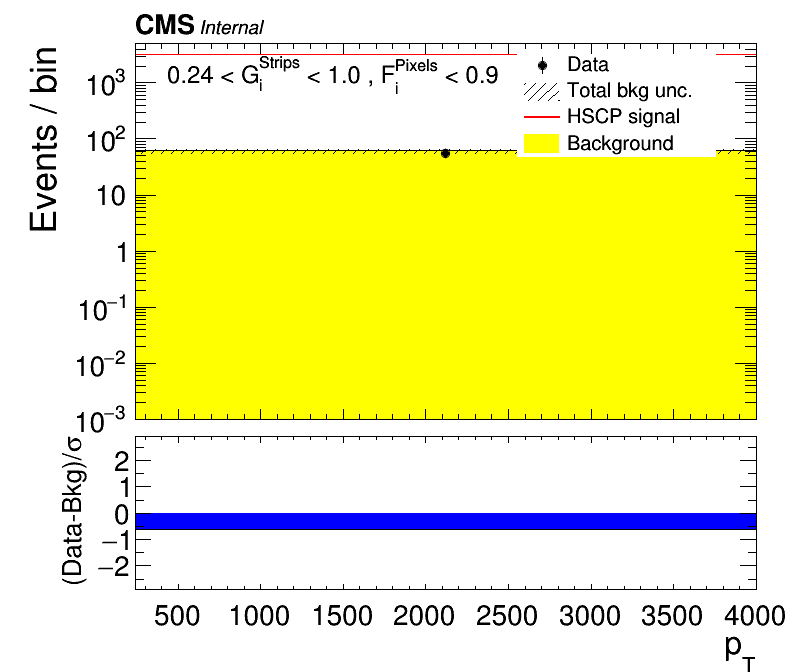 CMS Internal
Events / bin
0.24 < G_i^Strips < 1.0 , F_i^Pixels < 0.9
Data
Total bkg unc.
HSCP signal
Background
10^3
10^2
10
1
10^−1
10^−2
10^−3
(Data-Bkg)/σ
2
1
0
−1
−2
500 1000 1500 2000 2500 3000 3500 4000
p_T